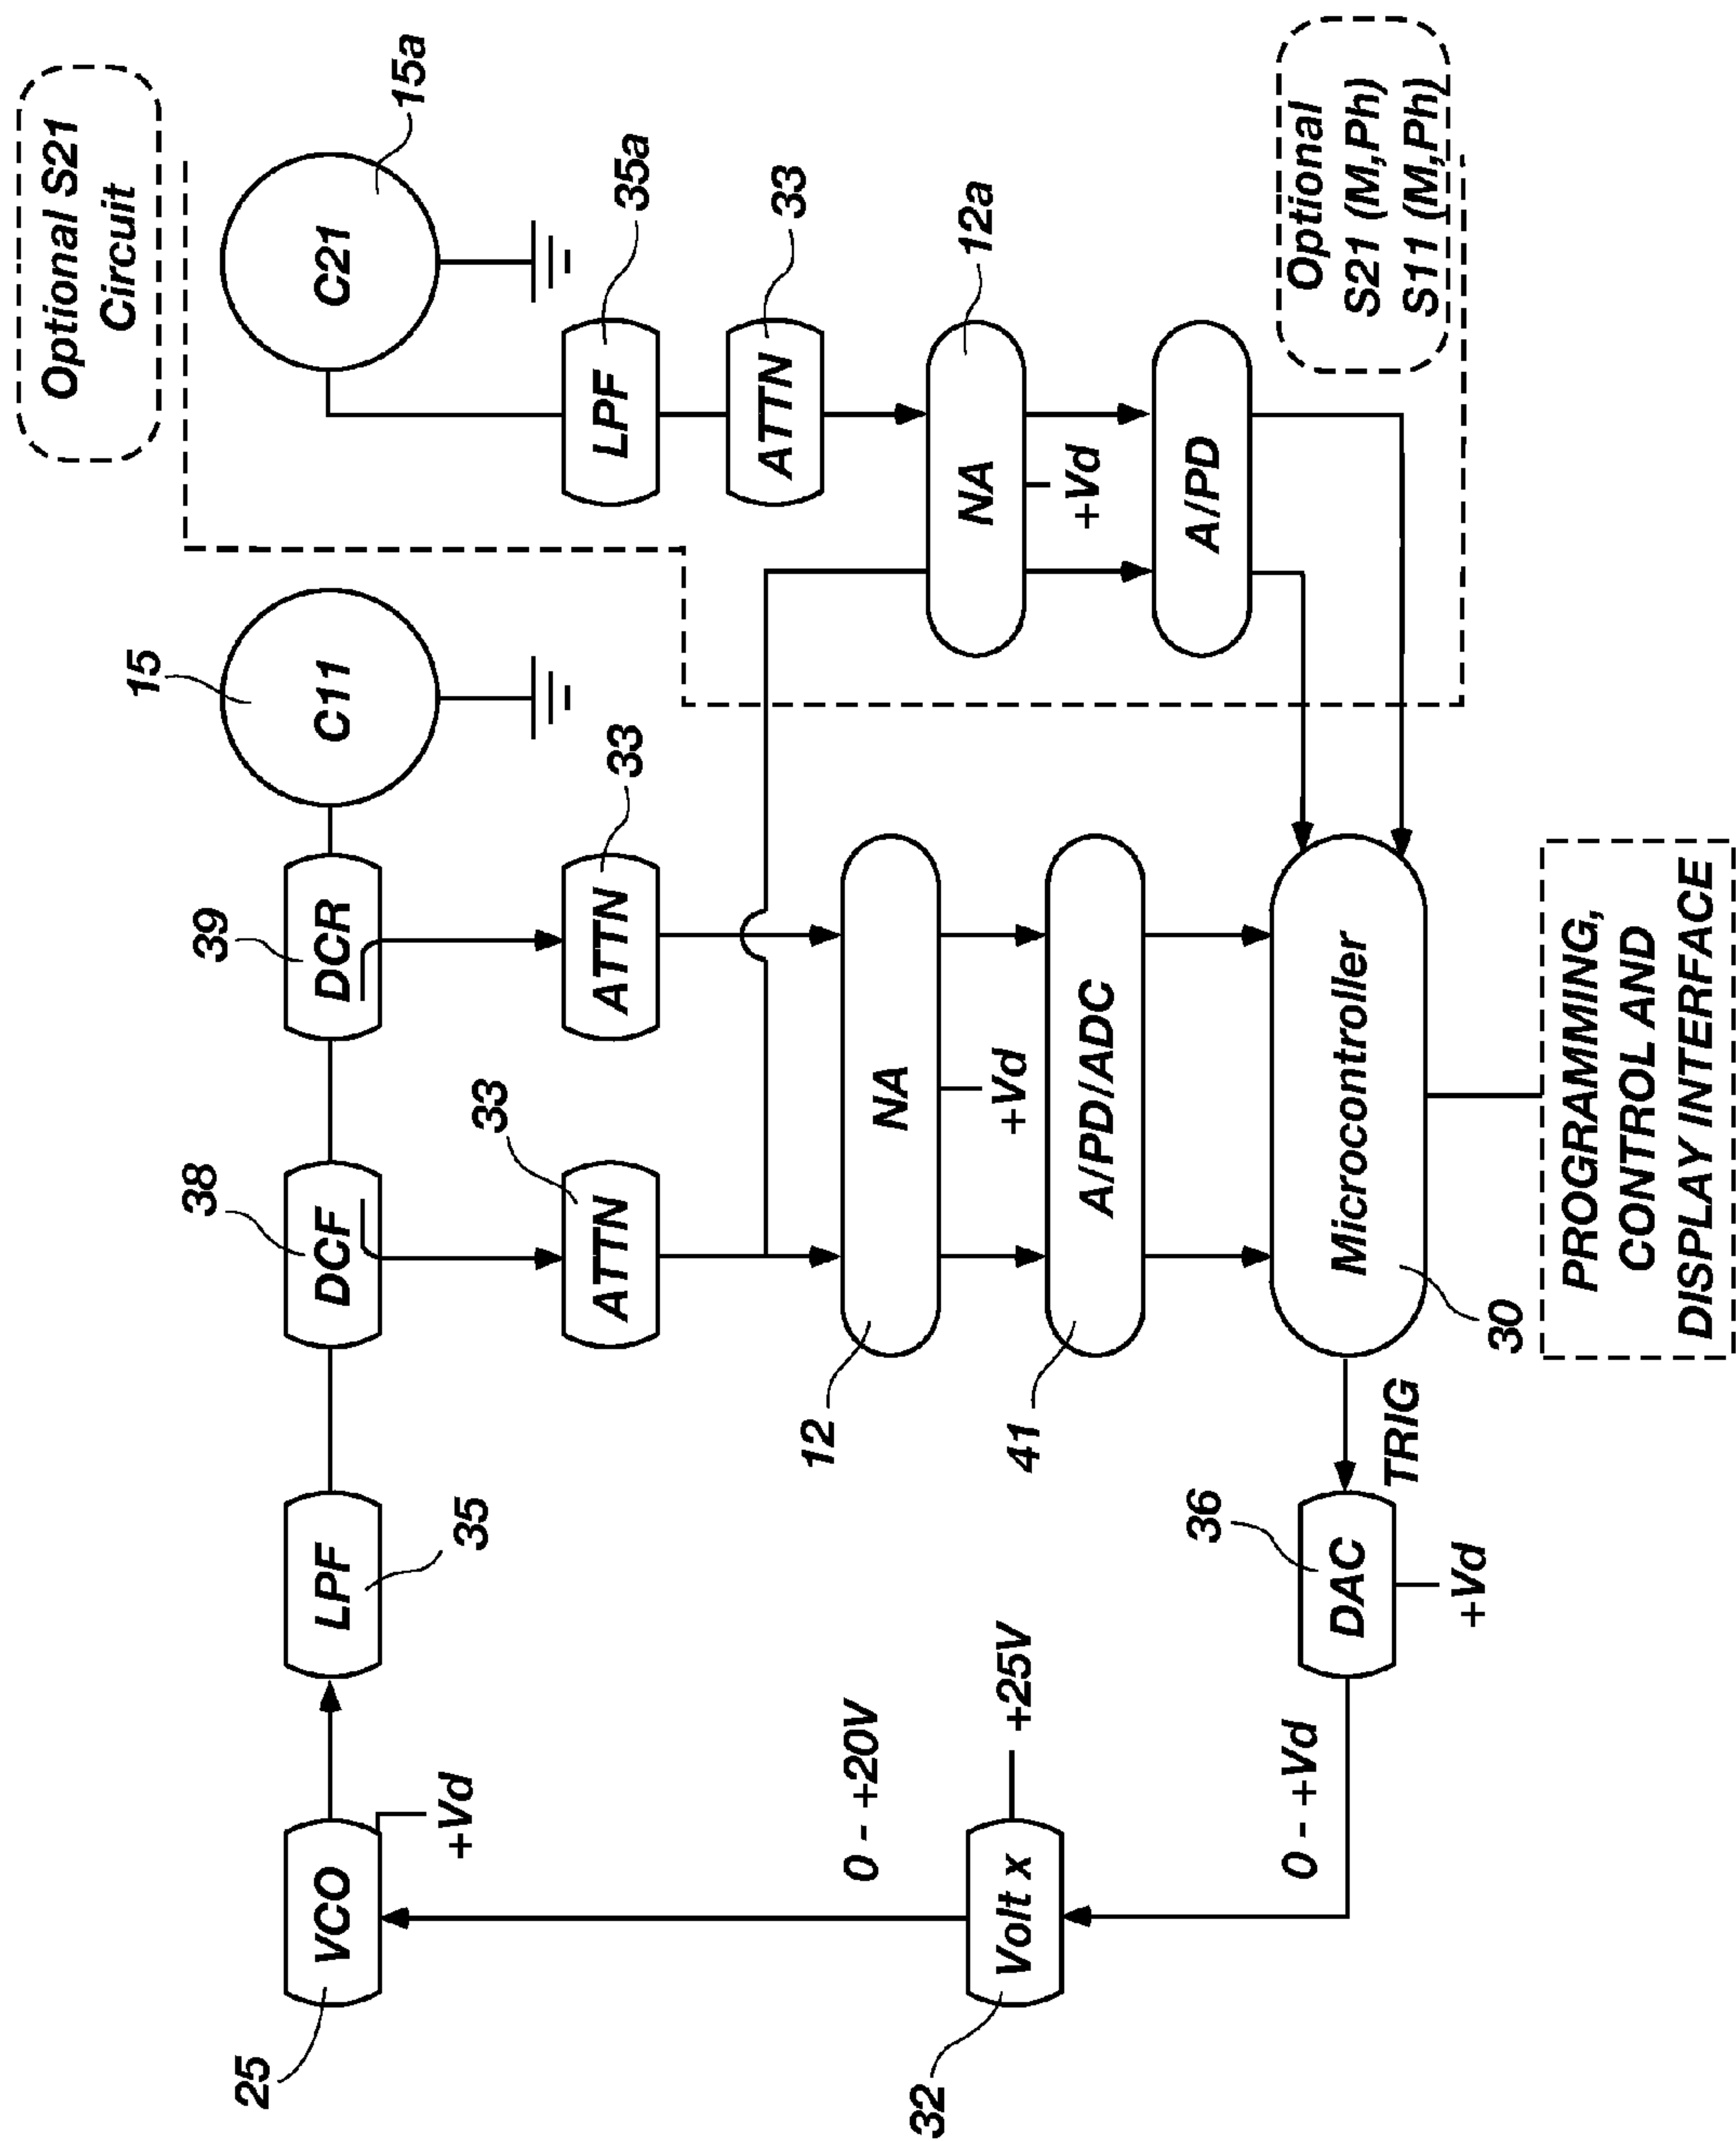 Optional S21
Circuit
25
VCO
+Vd
LPF
35
38
DCF
39
DCR
15
C11
C21
15a
33
ATTN
ATTN
33
LPF
35a
ATTN
33
12
NA
+Vd
NA
12a
+Vd
41
A/PD/ADC
A/PD
0 - +20V
32
Volt x
+25V
0 - +Vd
36
DAC
+Vd
TRIG
Microcontroller
30
Optional
S21 (M,Ph)
S11 (M,Ph)
PROGRAMMING,
CONTROL AND
DISPLAY INTERFACE